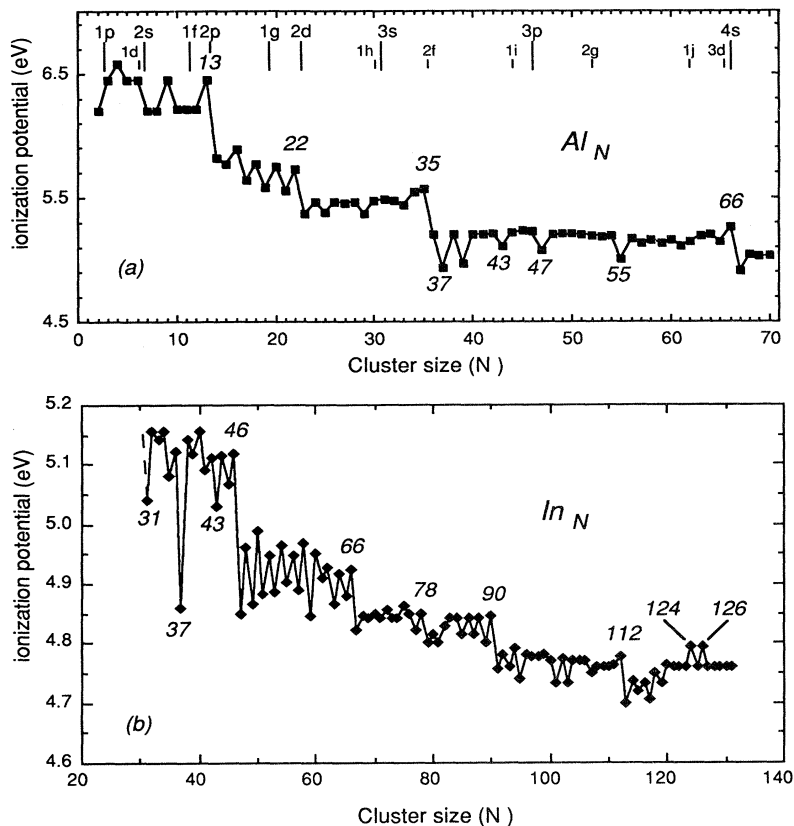 1p 2s 1f2p 1g 2d 3s 3p 4s
1d 1h 2f 1i 2g 1j 3d
13
6.5
22
35
Al N
66
5.5
ionization potential (eV)
(a)
37
43
47
55
4.5
0 10 20 30 40 50 60 70
Cluster size (N )
5.2
46
5.1
31
43
In N
5.0
66
4.9
78
90
37
124
126
4.8
112
ionization potential (eV)
4.7
(b)
4.6
20 40 60 80 100 120 140
Cluster size (N )